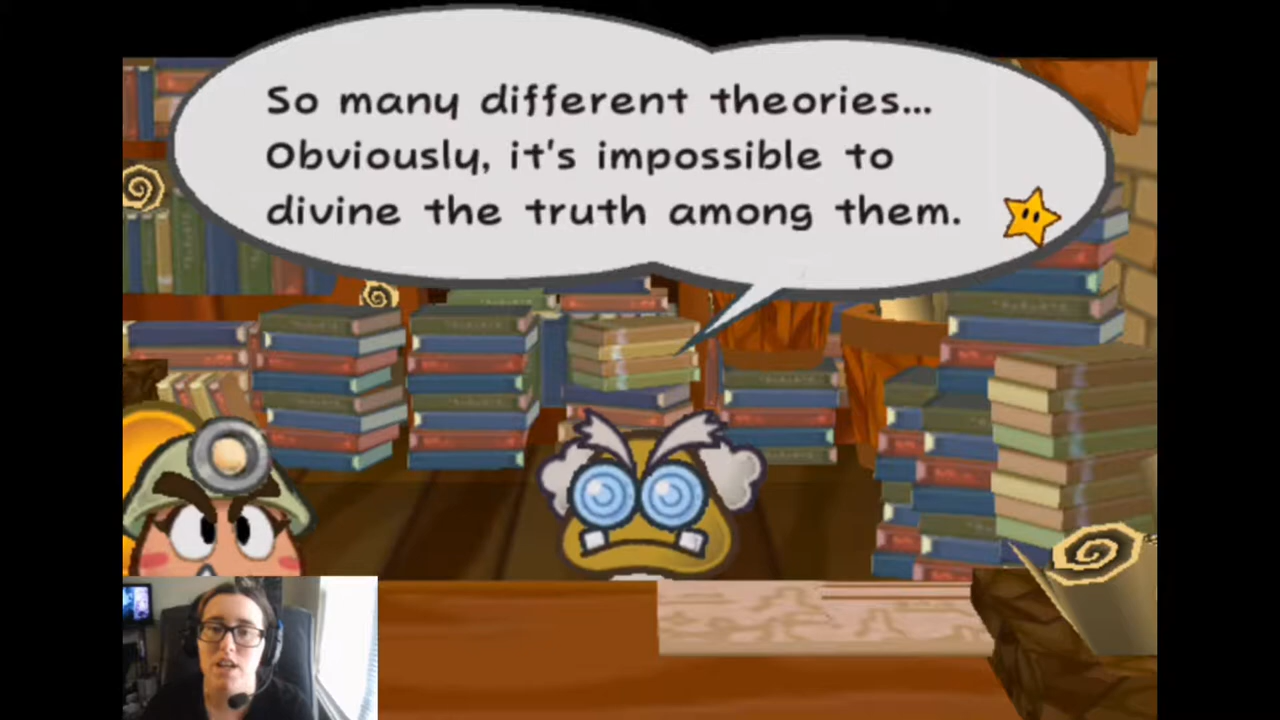 So many different theories...
Obviously, it's impossible to
divine the truth among them.